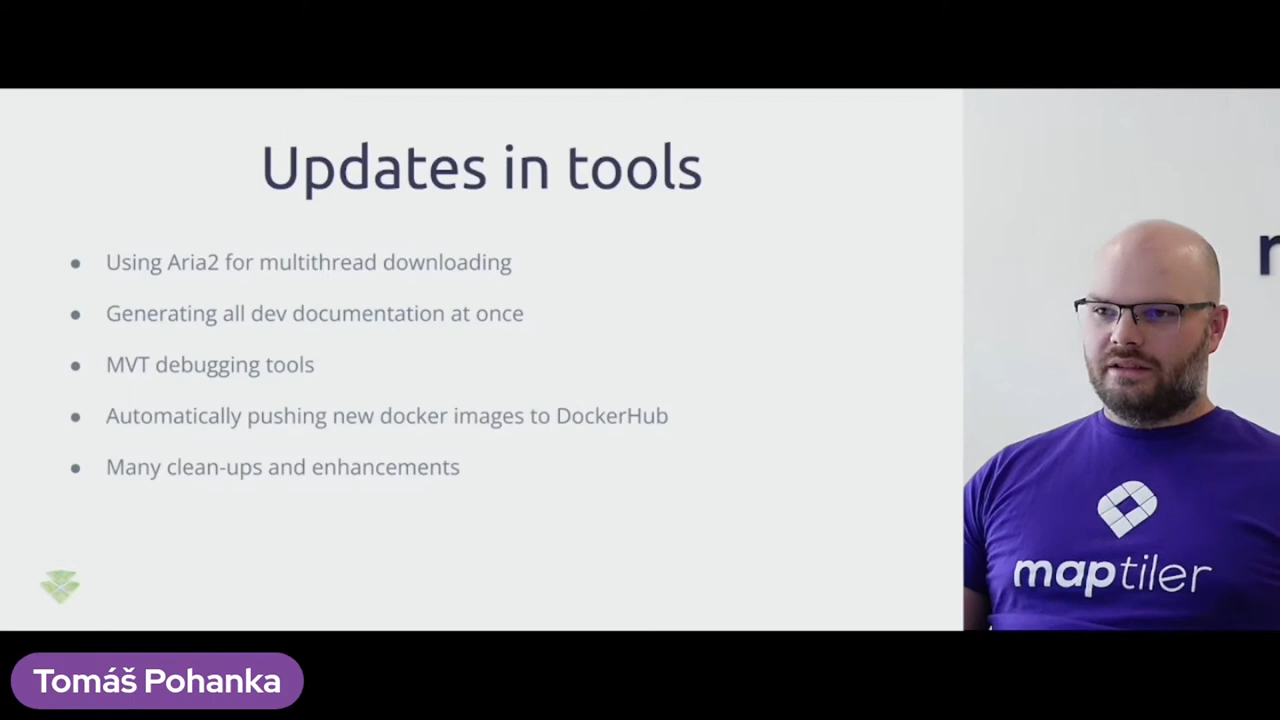 Updates in tools
Using Aria2 for multithread downloading
Generating all dev documentation at once
MVT debugging tools
Automatically pushing new docker images to DockerHub
Many clean-ups and enhancements
maptiler
Tomáš Pohanka